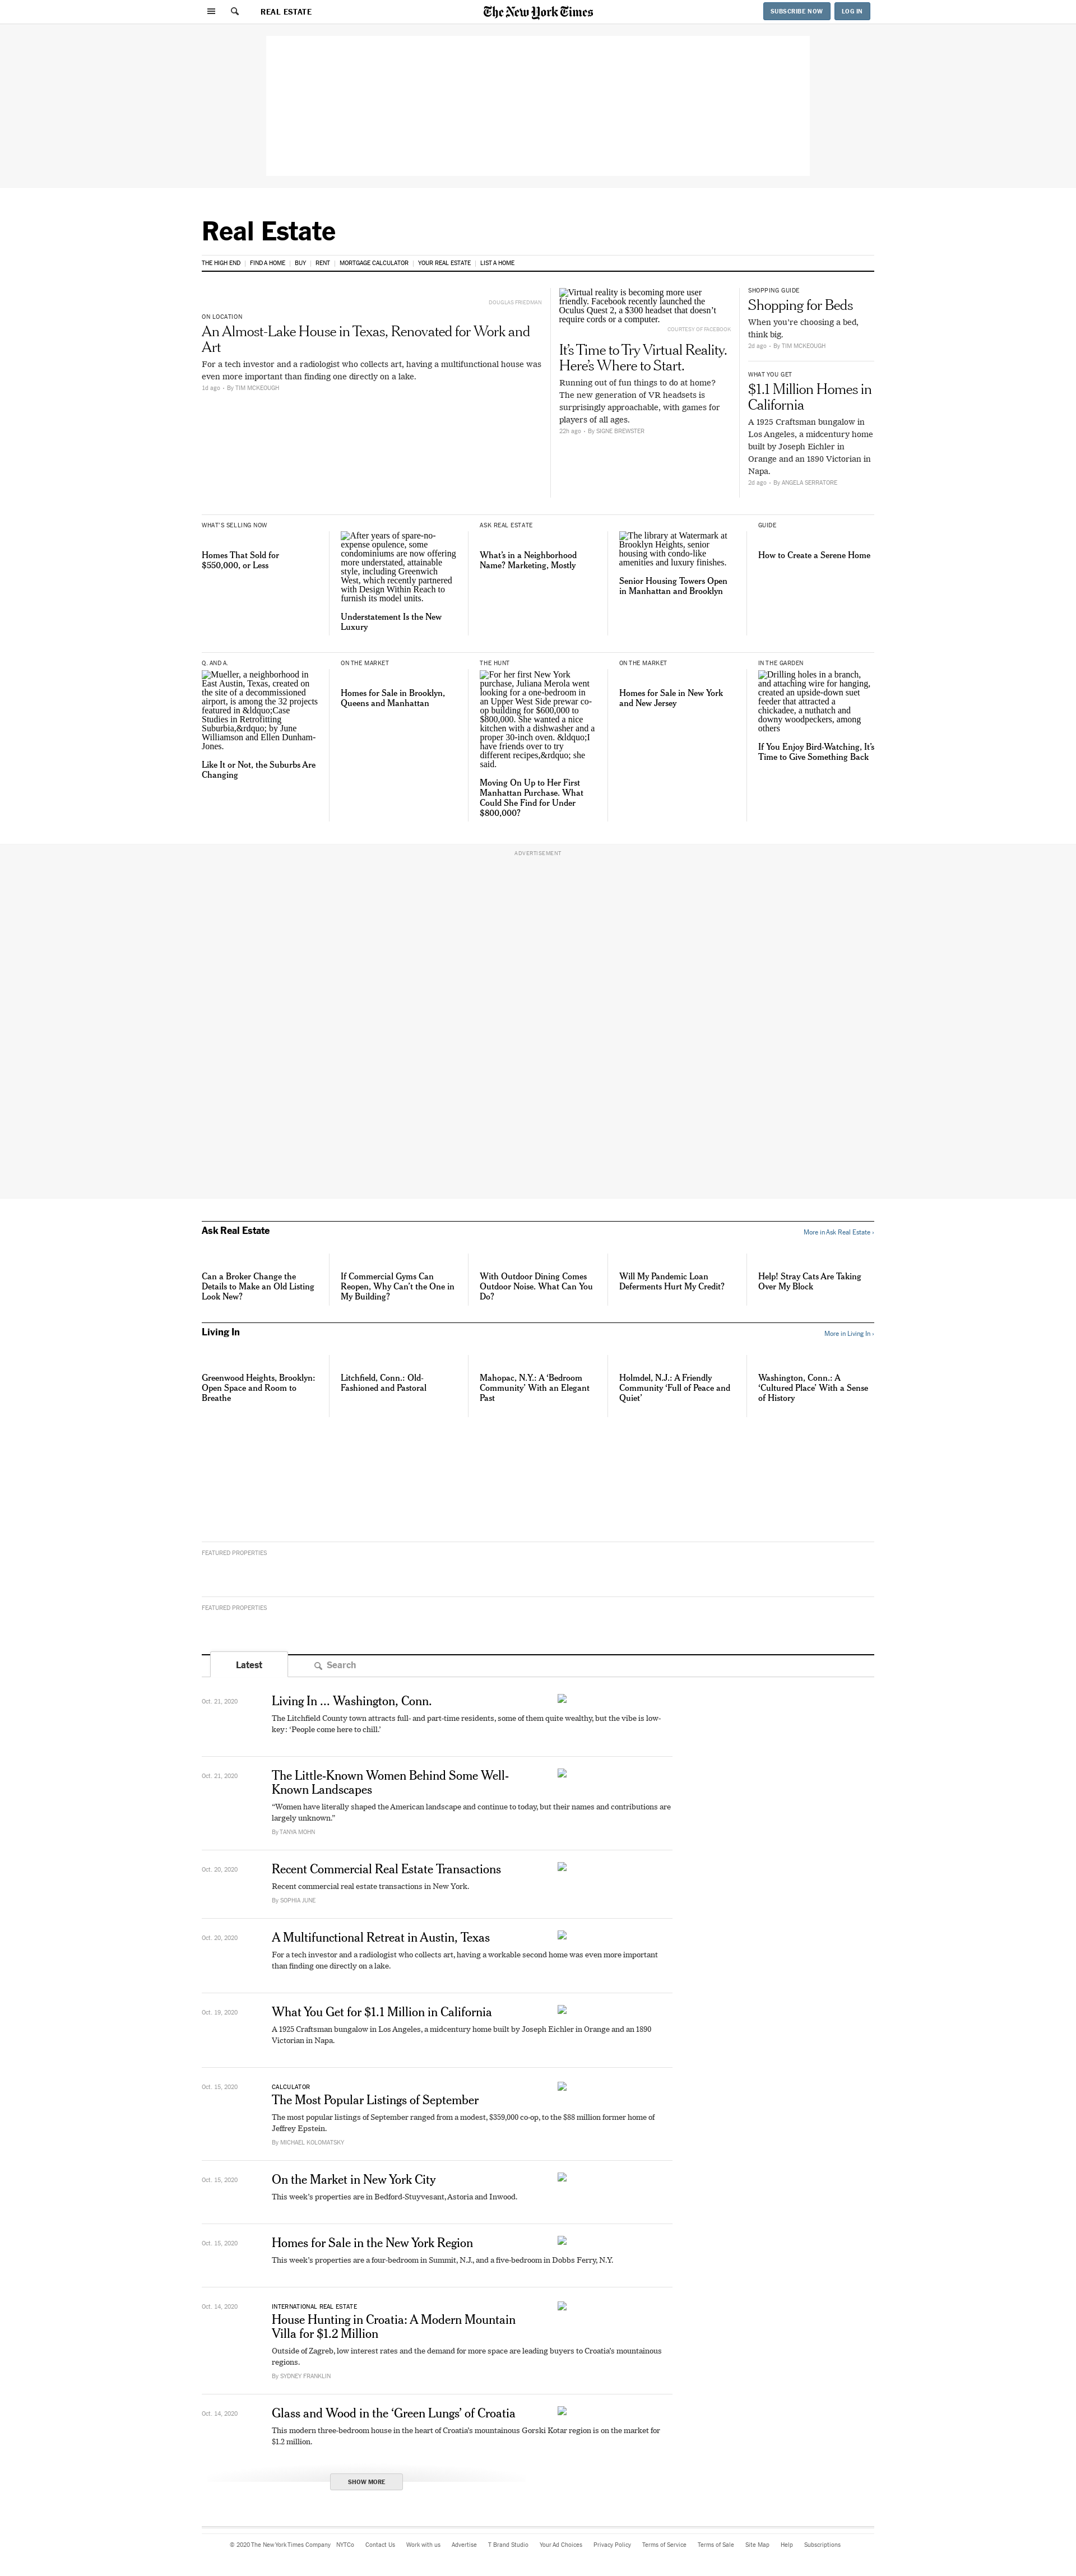 REAL ESTATE
The New York Times
SUBSCRIBE NOW
LOG IN
Real Estate
THE HIGH END
FIND A HOME
BUY
RENT
MORTGAGE CALCULATOR
YOUR REAL ESTATE
LIST A HOME
DOUGLAS FRIEDMAN
ON LOCATION
An Almost-Lake House in Texas, Renovated for Work and
Art
For a tech investor and a radiologist who collects art, having a multifunctional house was
even more important than finding one directly on a lake.
1d ago - By TIM MCKEOUGH
Virtual reality is becoming more user
friendly. Facebook recently launched the
Oculus Quest 2, a $300 headset that doesn’t
require cords or a computer.
COURTESY OF FACEBOOK
It’s Time to Try Virtual Reality.
Here’s Where to Start.
Running out of fun things to do at home?
The new generation of VR headsets is
surprisingly approachable, with games for
players of all ages.
22h ago - By SIGNE BREWSTER
SHOPPING GUIDE
Shopping for Beds
When you’re choosing a bed,
think big.
2d ago - By TIM MCKEOUGH
WHAT YOU GET
$1.1 Million Homes in
California
A 1925 Craftsman bungalow in
Los Angeles, a midcentury home
built by Joseph Eichler in
Orange and an 1890 Victorian in
Napa.
2d ago - By ANGELA SERRATORE
WHAT’S SELLING NOW
Homes That Sold for
$550,000, or Less
After years of spare-no-
expense opulence, some
condominiums are now offering
more understated, attainable
style, including Greenwich
West, which recently partnered
with Design Within Reach to
furnish its model units.
Understatement Is the New
Luxury
ASK REAL ESTATE
What’s in a Neighborhood
Name? Marketing, Mostly
The library at Watermark at
Brooklyn Heights, senior
housing with condo-like
amenities and luxury finishes.
Senior Housing Towers Open
in Manhattan and Brooklyn
GUIDE
How to Create a Serene Home
Q. AND A.
Mueller, a neighborhood in
East Austin, Texas, created on
the site of a decommissioned
airport, is among the 32 projects
featured in &ldquo;Case
Studies in Retrofitting
Suburbia,&rdquo; by June
Williamson and Ellen Dunham-
Jones.
Like It or Not, the Suburbs Are
Changing
ON THE MARKET
Homes for Sale in Brooklyn,
Queens and Manhattan
THE HUNT
For her first New York
purchase, Juliana Merola went
looking for a one-bedroom in
an Upper West Side prewar co-
op building for $600,000 to
$800,000. She wanted a nice
kitchen with a dishwasher and a
proper 30-inch oven. &ldquo;I
have friends over to try
different recipes,&rdquo; she
said.
Moving On Up to Her First
Manhattan Purchase. What
Could She Find for Under
$800,000?
ON THE MARKET
Homes for Sale in New York
and New Jersey
IN THE GARDEN
Drilling holes in a branch,
and attaching wire for hanging,
created an upside-down suet
feeder that attracted a
chickadee, a nuthatch and
downy woodpeckers, among
others
If You Enjoy Bird-Watching, It’s
Time to Give Something Back
ADVERTISEMENT
Ask Real Estate
More in Ask Real Estate ›
Can a Broker Change the
Details to Make an Old Listing
Look New?
If Commercial Gyms Can
Reopen, Why Can’t the One in
My Building?
With Outdoor Dining Comes
Outdoor Noise. What Can You
Do?
Will My Pandemic Loan
Deferments Hurt My Credit?
Help! Stray Cats Are Taking
Over My Block
Living In
More in Living In ›
Greenwood Heights, Brooklyn:
Open Space and Room to
Breathe
Litchfield, Conn.: Old-
Fashioned and Pastoral
Mahopac, N.Y.: A ‘Bedroom
Community’ With an Elegant
Past
Holmdel, N.J.: A Friendly
Community ‘Full of Peace and
Quiet’
Washington, Conn.: A
‘Cultured Place’ With a Sense
of History
FEATURED PROPERTIES
FEATURED PROPERTIES
Latest
Search
Oct. 21, 2020
Living In ... Washington, Conn.
The Litchfield County town attracts full- and part-time residents, some of them quite wealthy, but the vibe is low-
key: ‘People come here to chill.’
Oct. 21, 2020
The Little-Known Women Behind Some Well-
Known Landscapes
“Women have literally shaped the American landscape and continue to today, but their names and contributions are
largely unknown.”
By TANYA MOHN
Oct. 20, 2020
Recent Commercial Real Estate Transactions
Recent commercial real estate transactions in New York.
By SOPHIA JUNE
Oct. 20, 2020
A Multifunctional Retreat in Austin, Texas
For a tech investor and a radiologist who collects art, having a workable second home was even more important
than finding one directly on a lake.
Oct. 19, 2020
What You Get for $1.1 Million in California
A 1925 Craftsman bungalow in Los Angeles, a midcentury home built by Joseph Eichler in Orange and an 1890
Victorian in Napa.
Oct. 15, 2020
CALCULATOR
The Most Popular Listings of September
The most popular listings of September ranged from a modest, $359,000 co-op, to the $88 million former home of
Jeffrey Epstein.
By MICHAEL KOLOMATSKY
Oct. 15, 2020
On the Market in New York City
This week’s properties are in Bedford-Stuyvesant, Astoria and Inwood.
Oct. 15, 2020
Homes for Sale in the New York Region
This week’s properties are a four-bedroom in Summit, N.J., and a five-bedroom in Dobbs Ferry, N.Y.
Oct. 14, 2020
INTERNATIONAL REAL ESTATE
House Hunting in Croatia: A Modern Mountain
Villa for $1.2 Million
Outside of Zagreb, low interest rates and the demand for more space are leading buyers to Croatia’s mountainous
regions.
By SYDNEY FRANKLIN
Oct. 14, 2020
Glass and Wood in the ‘Green Lungs’ of Croatia
This modern three-bedroom house in the heart of Croatia’s mountainous Gorski Kotar region is on the market for
$1.2 million.
SHOW MORE
© 2020 The New York Times Company NYTCo Contact Us Work with us Advertise T Brand Studio Your Ad Choices Privacy Policy Terms of Service Terms of Sale Site Map Help Subscriptions